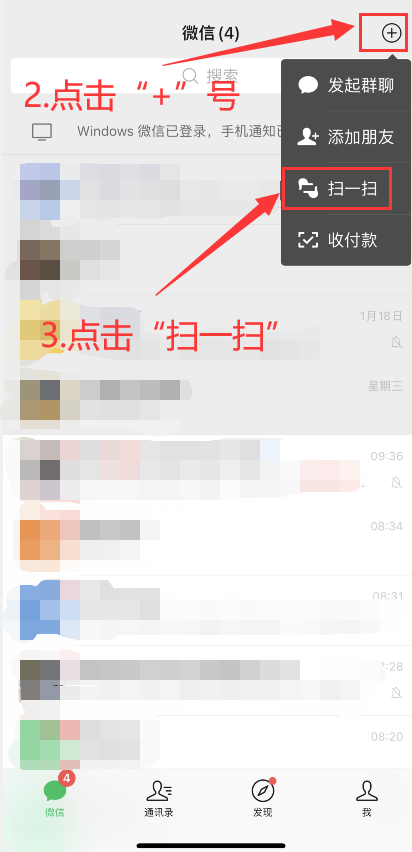 微信(4)
搜索
2.点击“+”号
发起群聊
Windows 微信已登录，手机通知已
添加朋友
扫一扫
收付款
3.点击“扫一扫”
1月18日
星期三
09:36
08:34
08:31
08:28
08:20
4
微信
通讯录
发现
我